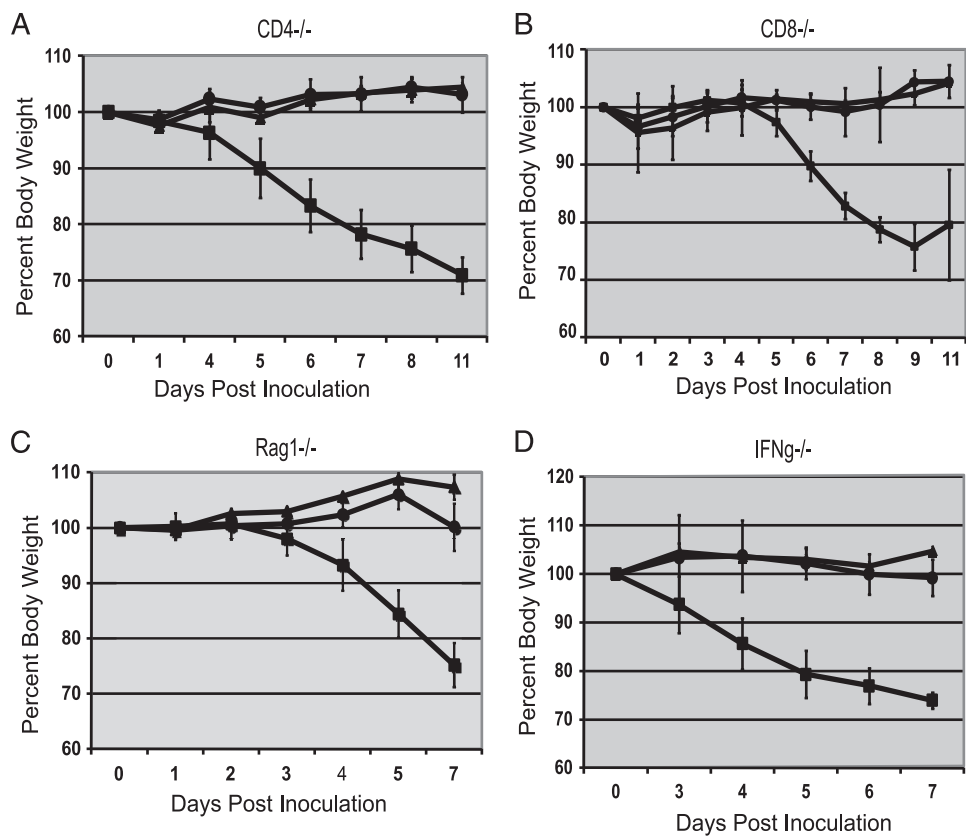 A
CD4-/-
Percent Body Weight
110
100
90
80
70
60
0 1 4 5 6 7 8 11
Days Post Inoculation
B
CD8-/-
Percent Body Weight
110
100
90
80
70
60
0 1 2 3 4 5 6 7 8 9 11
Days Post Inoculation
C
Rag1-/-
Percent Body Weight
110
100
90
80
70
60
0 1 2 3 4 5 7
Days Post Inoculation
D
IFNg-/-
Percent Body Weight
120
110
100
90
80
70
60
0 3 4 5 6 7
Days Post Inoculation